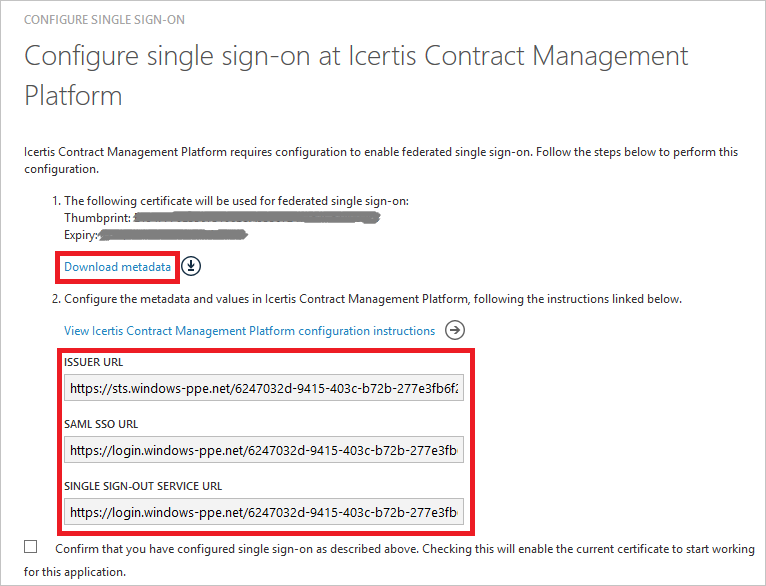 CONFIGURE SINGLE SIGN-ON
Configure single sign-on at Icertis Contract Management
Platform
Icertis Contract Management Platform requires configuration to enable federated single sign-on. Follow the steps below to perform this
configuration.
1. The following certificate will be used for federated single sign-on:
Thumbprint:
Expiry:
Download metadata
2. Configure the metadata and values in Icertis Contract Management Platform, following the instructions linked below.
View Icertis Contract Management Platform configuration instructions
ISSUER URL
https://sts.windows-ppe.net/6247032d-9415-403c-b72b-277e3fb6f2
SAML SSO URL
https://login.windows-ppe.net/6247032d-9415-403c-b72b-277e3fb
SINGLE SIGN-OUT SERVICE URL
https://login.windows-ppe.net/6247032d-9415-403c-b72b-277e3fb
Confirm that you have configured single sign-on as described above. Checking this will enable the current certificate to start working
for this application.